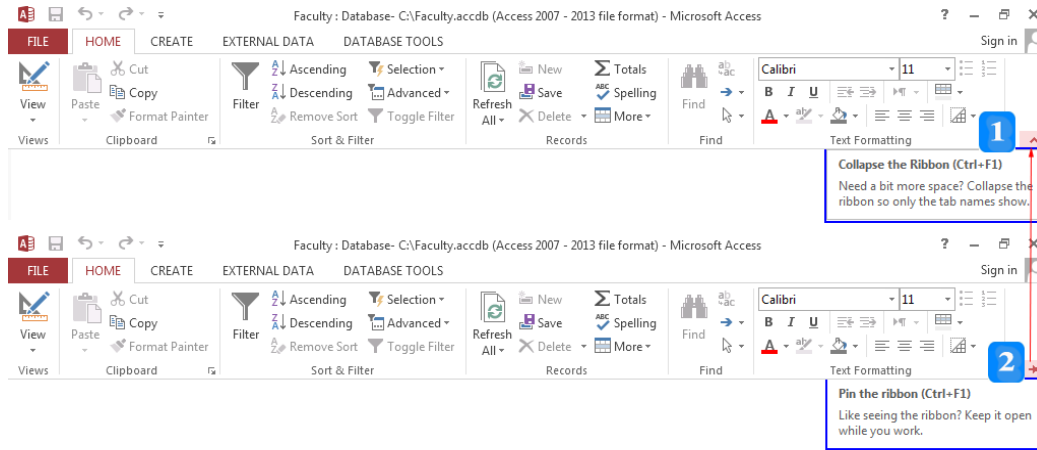 Faculty : Database- C:\Faculty.accdb (Access 2007 - 2013 file format) - Microsoft Access
FILE HOME CREATE EXTERNAL DATA DATABASE TOOLS Sign in
Cut Ascending Selection New Totals Calibri 11
View Paste Copy Filter Descending Advanced Refresh All Save Spelling Find B I U
Format Painter Remove Sort Toggle Filter Delete More A
Views Clipboard Sort & Filter Records Find Text Formatting 1
Collapse the Ribbon (Ctrl+F1)
Need a bit more space? Collapse the
ribbon so only the tab names show.
Faculty : Database- C:\Faculty.accdb (Access 2007 - 2013 file format) - Microsoft Access
FILE HOME CREATE EXTERNAL DATA DATABASE TOOLS Sign in
Cut Ascending Selection New Totals Calibri 11
View Paste Copy Filter Descending Advanced Refresh All Save Spelling Find B I U
Format Painter Remove Sort Toggle Filter Delete More A
Views Clipboard Sort & Filter Records Find Text Formatting 2
Pin the ribbon (Ctrl+F1)
Like seeing the ribbon? Keep it open
while you work.